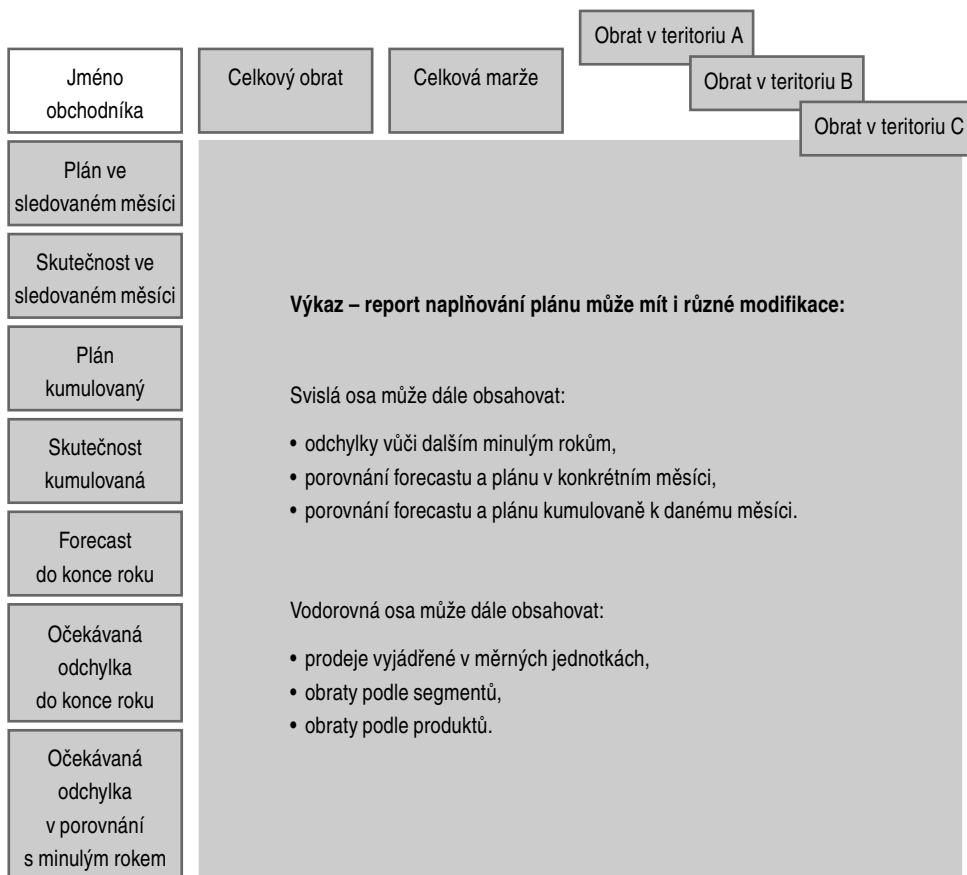 Obrat v teritoriu A
Jméno
obchodníka
Celkový obrat
Celková marže
Obrat v teritoriu B
Obrat v teritoriu C
Plán ve
sledovaném měsíci
Skutečnost ve
sledovaném měsíci
Plán
kumulovaný
Skutečnost
kumulovaná
Forecast
do konce roku
Očekávaná
odchylka
do konce roku
Očekávaná
odchylka
v porovnání
s minulým rokem
Výkaz – report naplňování plánu může mít i různé modifikace:
Svislá osa může dále obsahovat:
• odchylky vůči dalším minulým rokům,
• porovnání forecastu a plánu v konkrétním měsíci,
• porovnání forecastu a plánu kumulovaně k danému měsíci.
Vodorovná osa může dále obsahovat:
• prodeje vyjádřené v měrných jednotkách,
• obraty podle segmentů,
• obraty podle produktů.